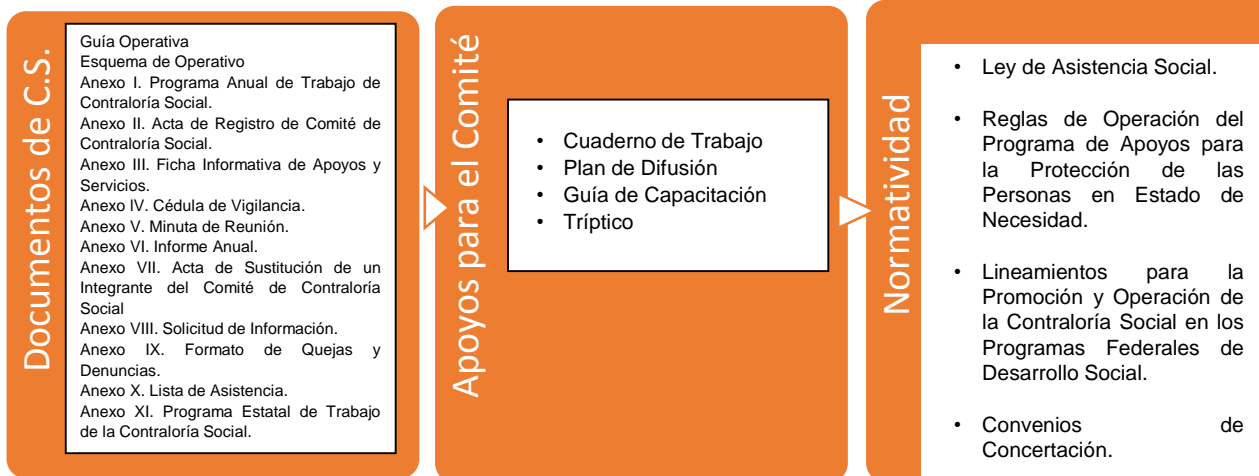 Documentos de C.S.
Guía Operativa
Esquema de Operativo
Anexo I. Programa Anual de Trabajo de
Contraloría Social.
Anexo II. Acta de Registro de Comité de
Contraloría Social.
Anexo III. Ficha Informativa de Apoyos y
Servicios.
Anexo IV. Cédula de Vigilancia.
Anexo V. Minuta de Reunión.
Anexo VI. Informe Anual.
Anexo VII. Acta de Sustitución de un
Integrante del Comité de Contraloría
Social
Anexo VIII. Solicitud de Información.
Anexo IX. Formato de Quejas y
Denuncias.
Anexo X. Lista de Asistencia.
Anexo XI. Programa Estatal de Trabajo
de la Contraloría Social.
Apoyos para el Comité
• Cuaderno de Trabajo
• Plan de Difusión
• Guía de Capacitación
• Tríptico
Normatividad
• Ley de Asistencia Social.
• Reglas de Operación del
Programa de Apoyos para
la Protección de las
Personas en Estado de
Necesidad.
• Lineamientos para la
Promoción y Operación de
la Contraloría Social en los
Programas Federales de
Desarrollo Social.
• Convenios de
Concertación.